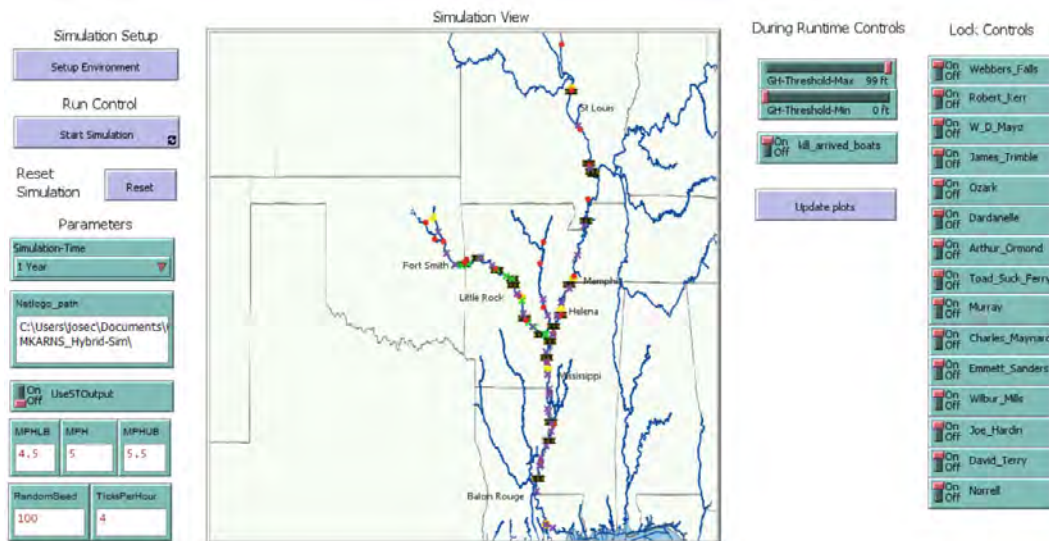 Simulation View
Simulation Setup
Setup Environment
Run Control
Start Simulation
Reset
Simulation
Reset
Parameters
Simulation-Time
1 Year
Netlogo_path
C:\Users\Josec\Documents\
MKARNS_Hybrid-Sim\
On
Off
UseSTOutput
MPHLB
4.5
MPH
5
MPHUB
5.5
RandomSeed
100
TicksPerHour
4
St Louis
Fort Smith
Memphi
Little Rock
Helena
Mississippi
Baton Rouge
During Runtime Controls
GH-Threshold-Max 99 ft
GH-Threshold-Min 0 ft
On
Off
kill_arrived_boats
Update plots
Lock Controls
On
Off
Webbers_Falls
On
Off
Robert_Kerr
On
Off
W_D_Mayo
On
Off
James_Trimble
On
Off
Ozark
On
Off
Dardanelle
On
Off
Arthur_Ormond
On
Off
Toad_Suck_Ferry
On
Off
Murray
On
Off
Charles_Maynard
On
Off
Emmett_Sanders
On
Off
Wilbur_Mills
On
Off
Joe_Hardin
On
Off
David_Terry
On
Off
Norrell